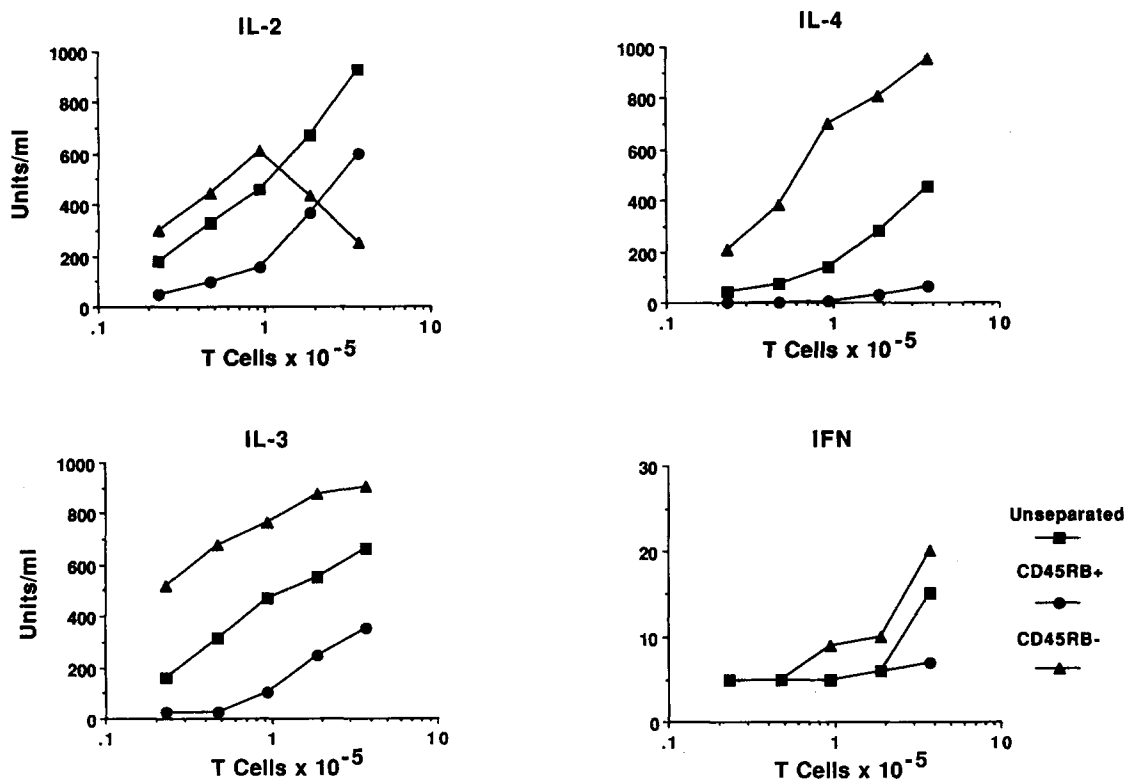 IL-2
1000
800
600
400
200
0
Units/ml
.1 1 10
T Cells x 10^-5
IL-4
1000
800
600
400
200
0
.1 1 10
T Cells x 10^-5
IL-3
1000
800
600
400
200
0
Units/ml
.1 1 10
T Cells x 10^-5
IFN
30
20
10
0
.1 1 10
T Cells x 10^-5
Unseparated
CD45RB+
CD45RB-